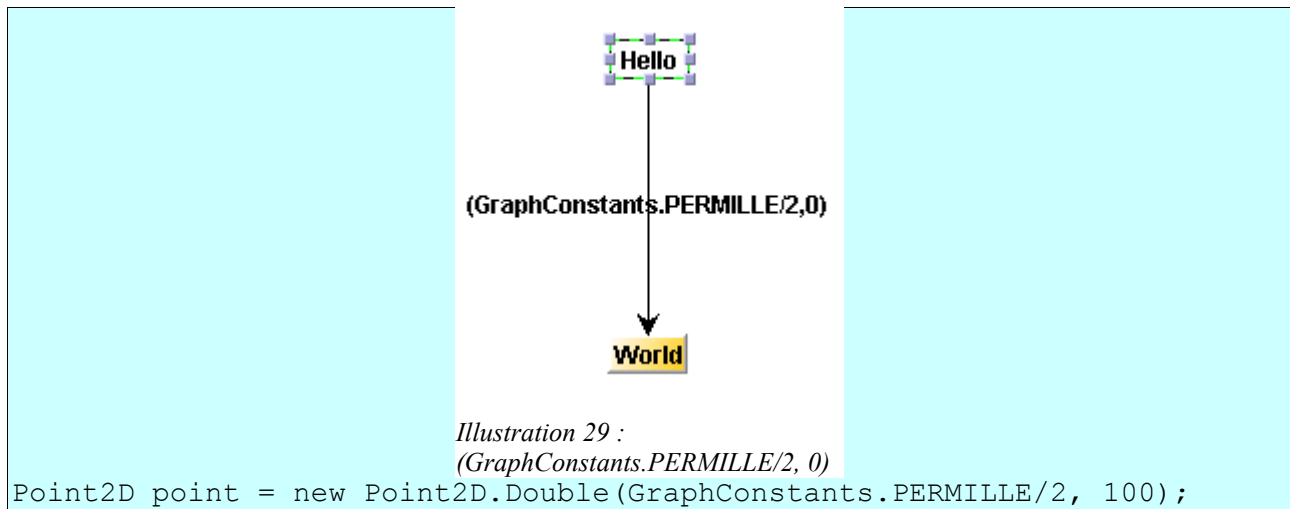 Hello
(GraphConstants.PERMILLE/2,0)
World
Illustration 29 :
(GraphConstants.PERMILLE/2, 0)
Point2D point = new Point2D.Double(GraphConstants.PERMILLE/2, 100);